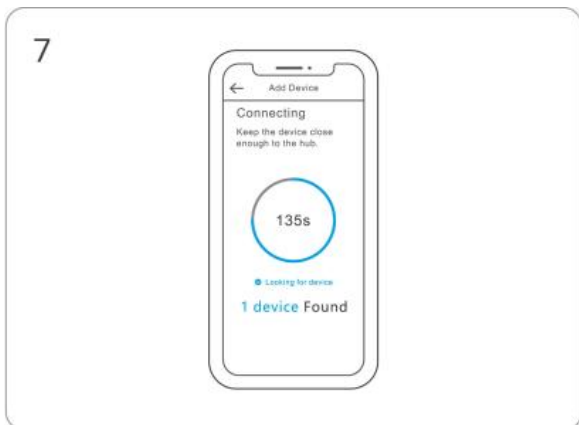 7
Add Device
Connecting
Keep the device close
enough to the hub.
135s
Looking for device
1 device Found